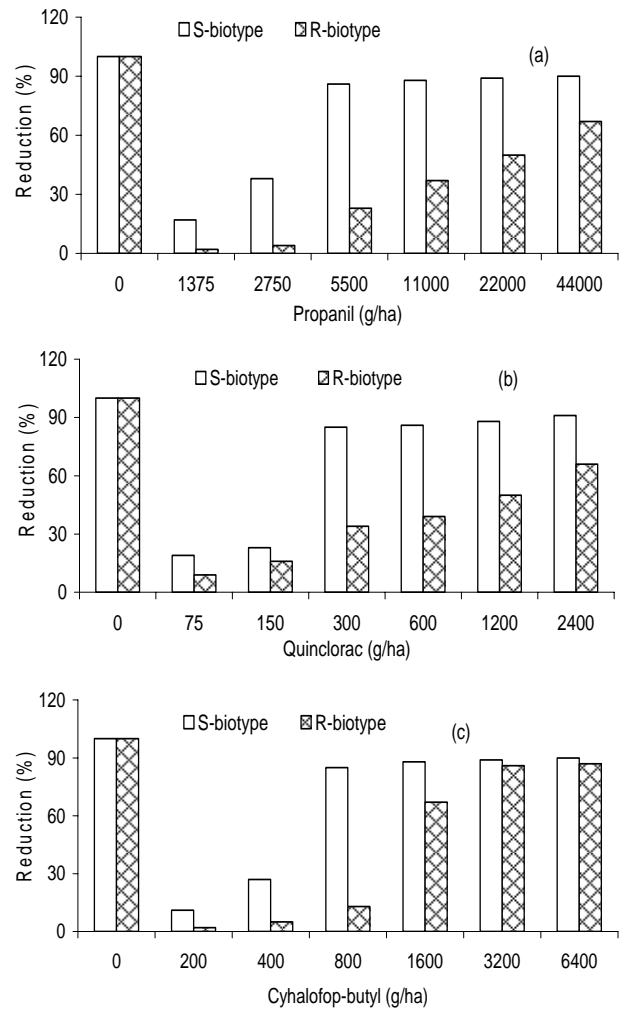 120
S-biotype R-biotype
(a)
90
60
30
0
Reduction (%)
0 1375 2750 5500 11000 22000 44000
Propanil (g/ha)
120
S-biotype R-biotype (b)
90
60
30
0
Reduction (%)
0 75 150 300 600 1200 2400
Quinclorac (g/ha)
120
S-biotype R-biotype (c)
90
60
30
0
Reduction (%)
0 200 400 800 1600 3200 6400
Cyhalofop-butyl (g/ha)